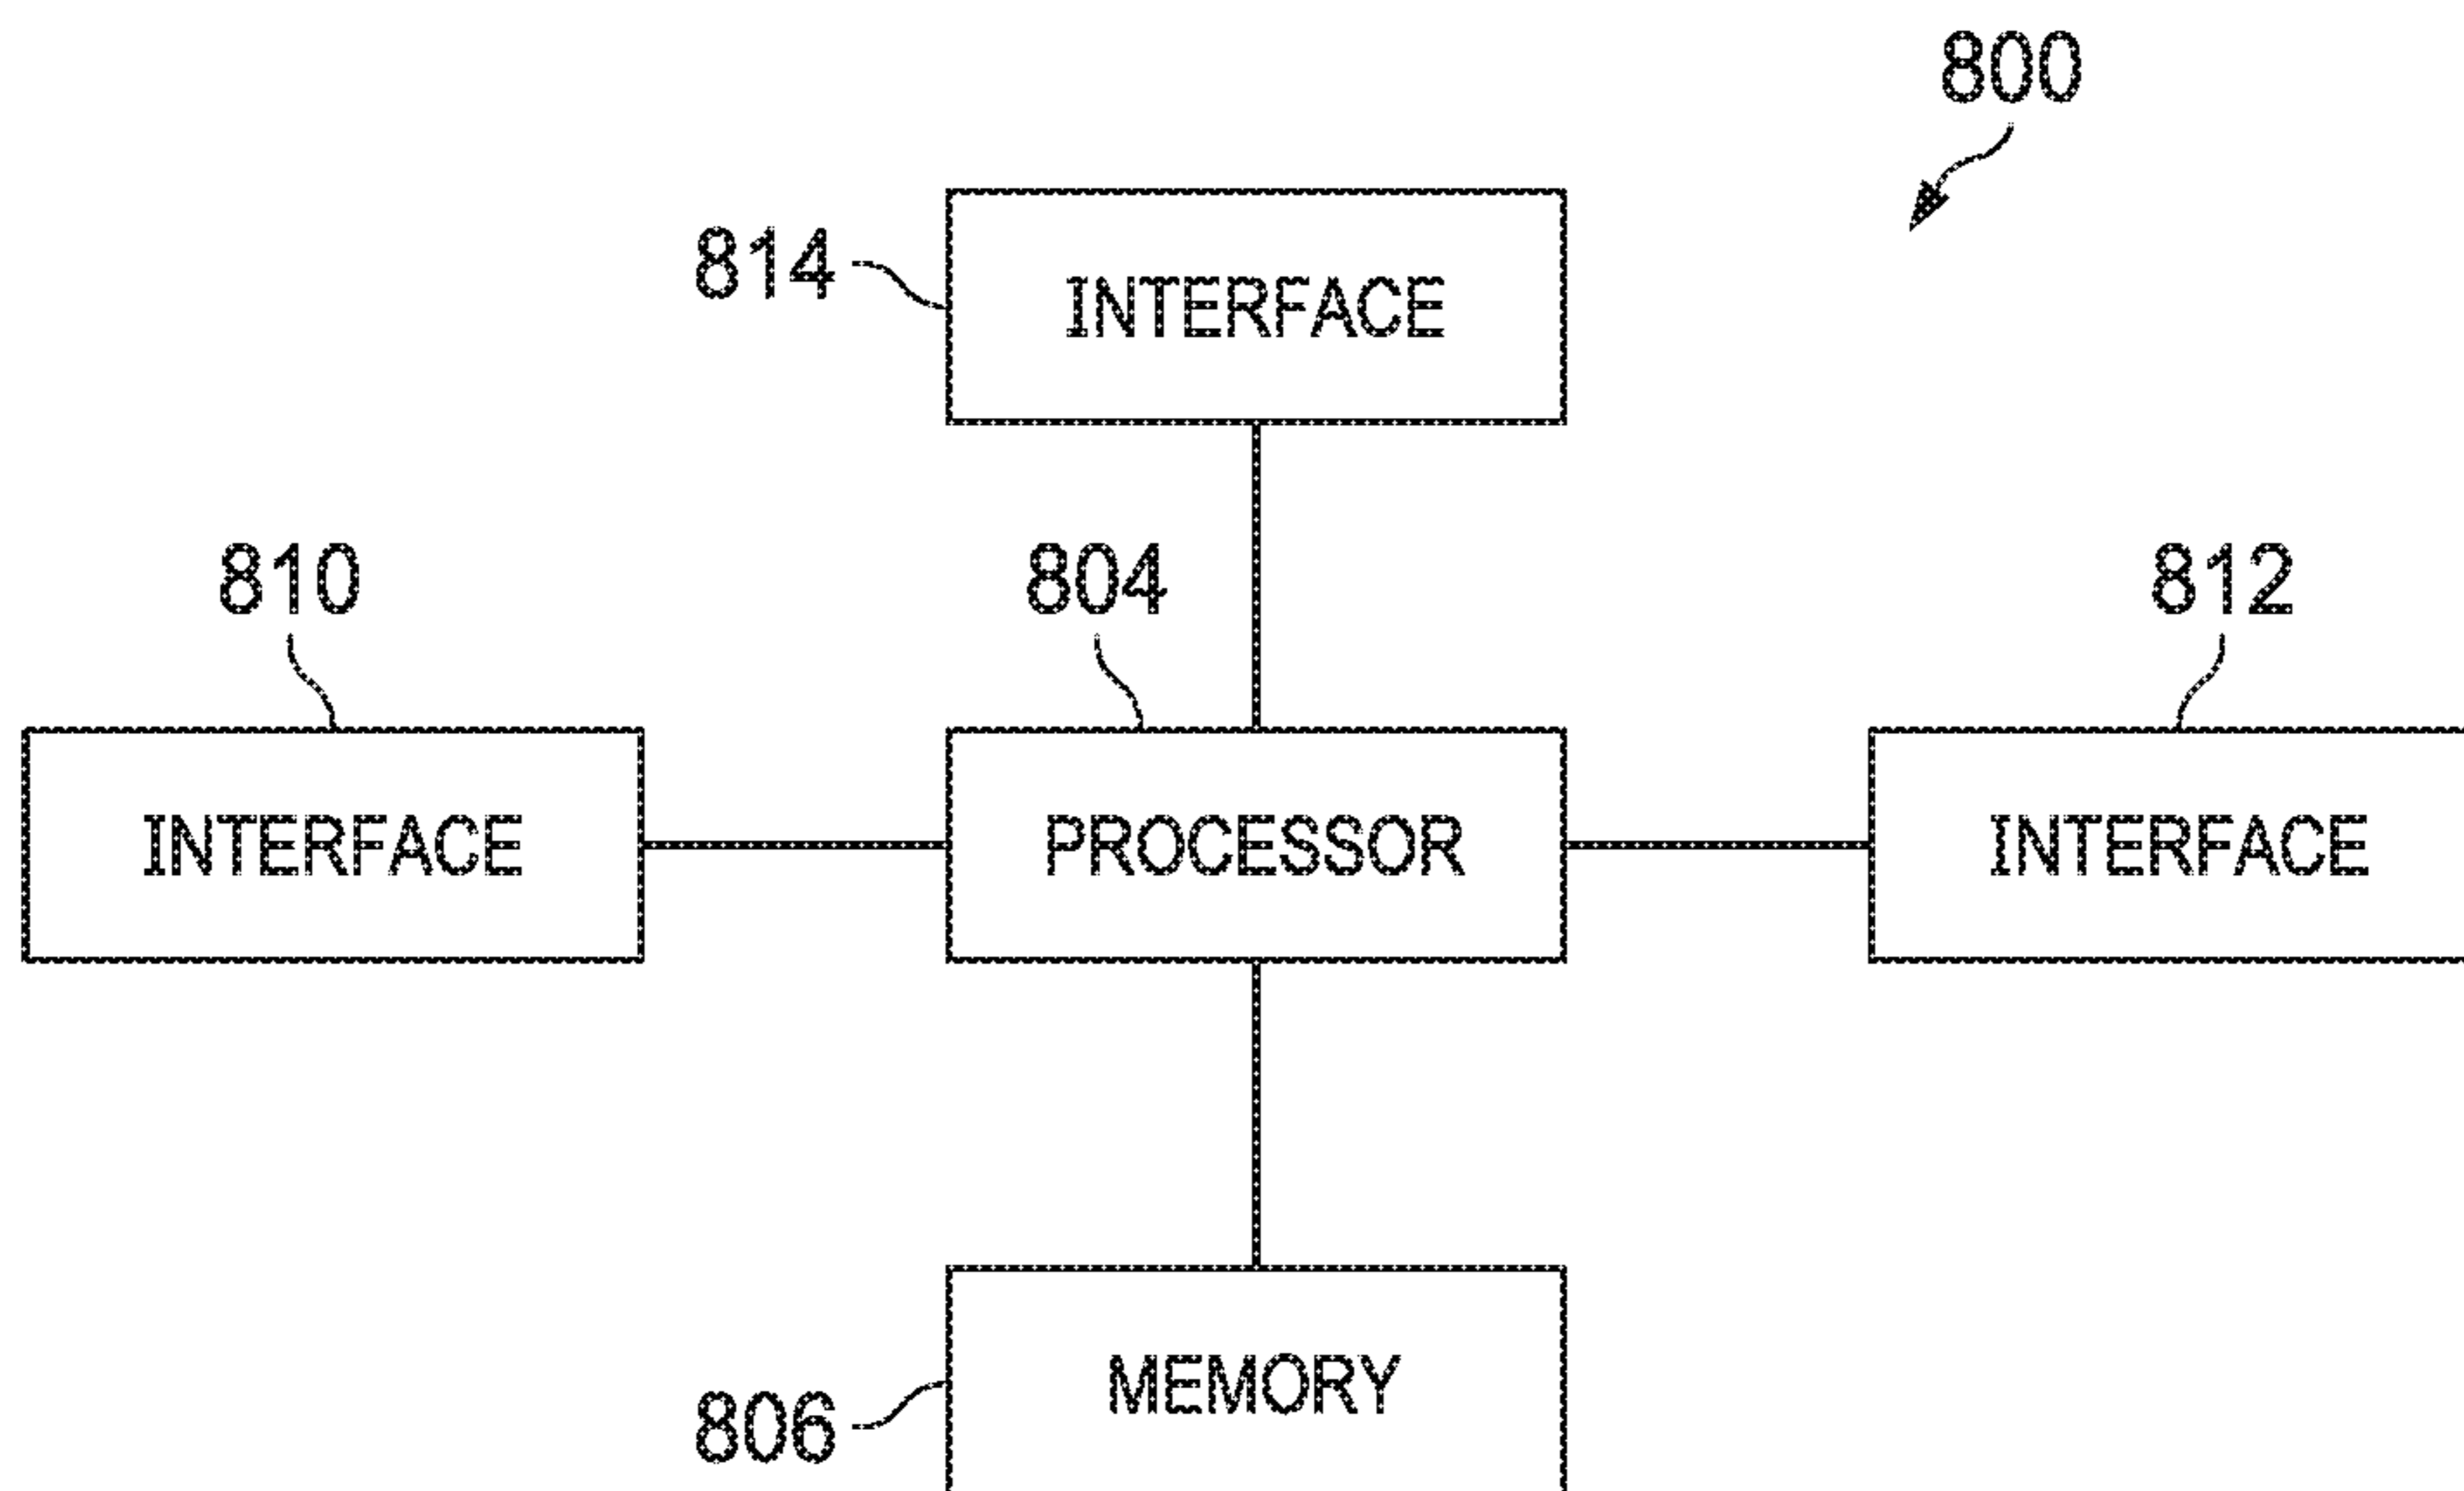 800
814
INTERFACE
810
804
812
INTERFACE
PROCESSOR
INTERFACE
MEMORY
806